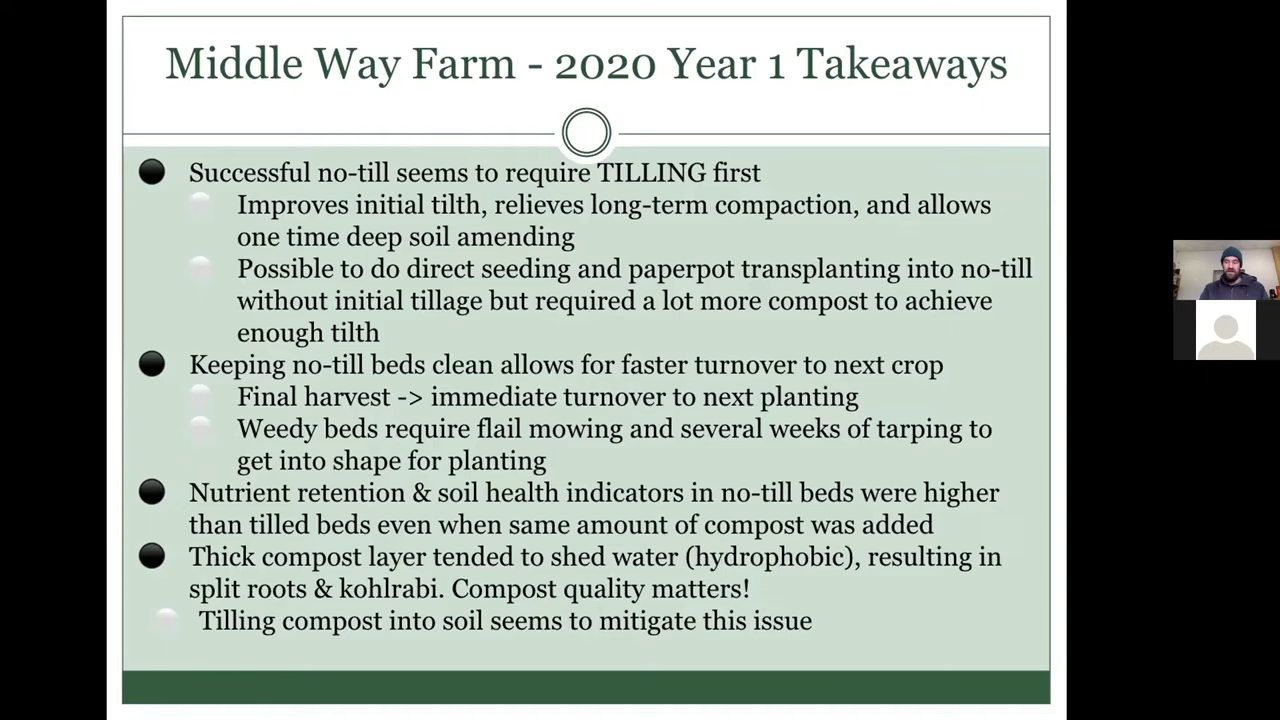 Middle Way Farm - 2020 Year 1 Takeaways
Successful no-till seems to require TILLING first
Improves initial tilth, relieves long-term compaction, and allows
one time deep soil amending
Possible to do direct seeding and paperpot transplanting into no-till
without initial tillage but required a lot more compost to achieve
enough tilth
Keeping no-till beds clean allows for faster turnover to next crop
Final harvest -> immediate turnover to next planting
Weedy beds require flail mowing and several weeks of tarping to
get into shape for planting
Nutrient retention & soil health indicators in no-till beds were higher
than tilled beds even when same amount of compost was added
Thick compost layer tended to shed water (hydrophobic), resulting in
split roots & kohlrabi. Compost quality matters!
Tilling compost into soil seems to mitigate this issue